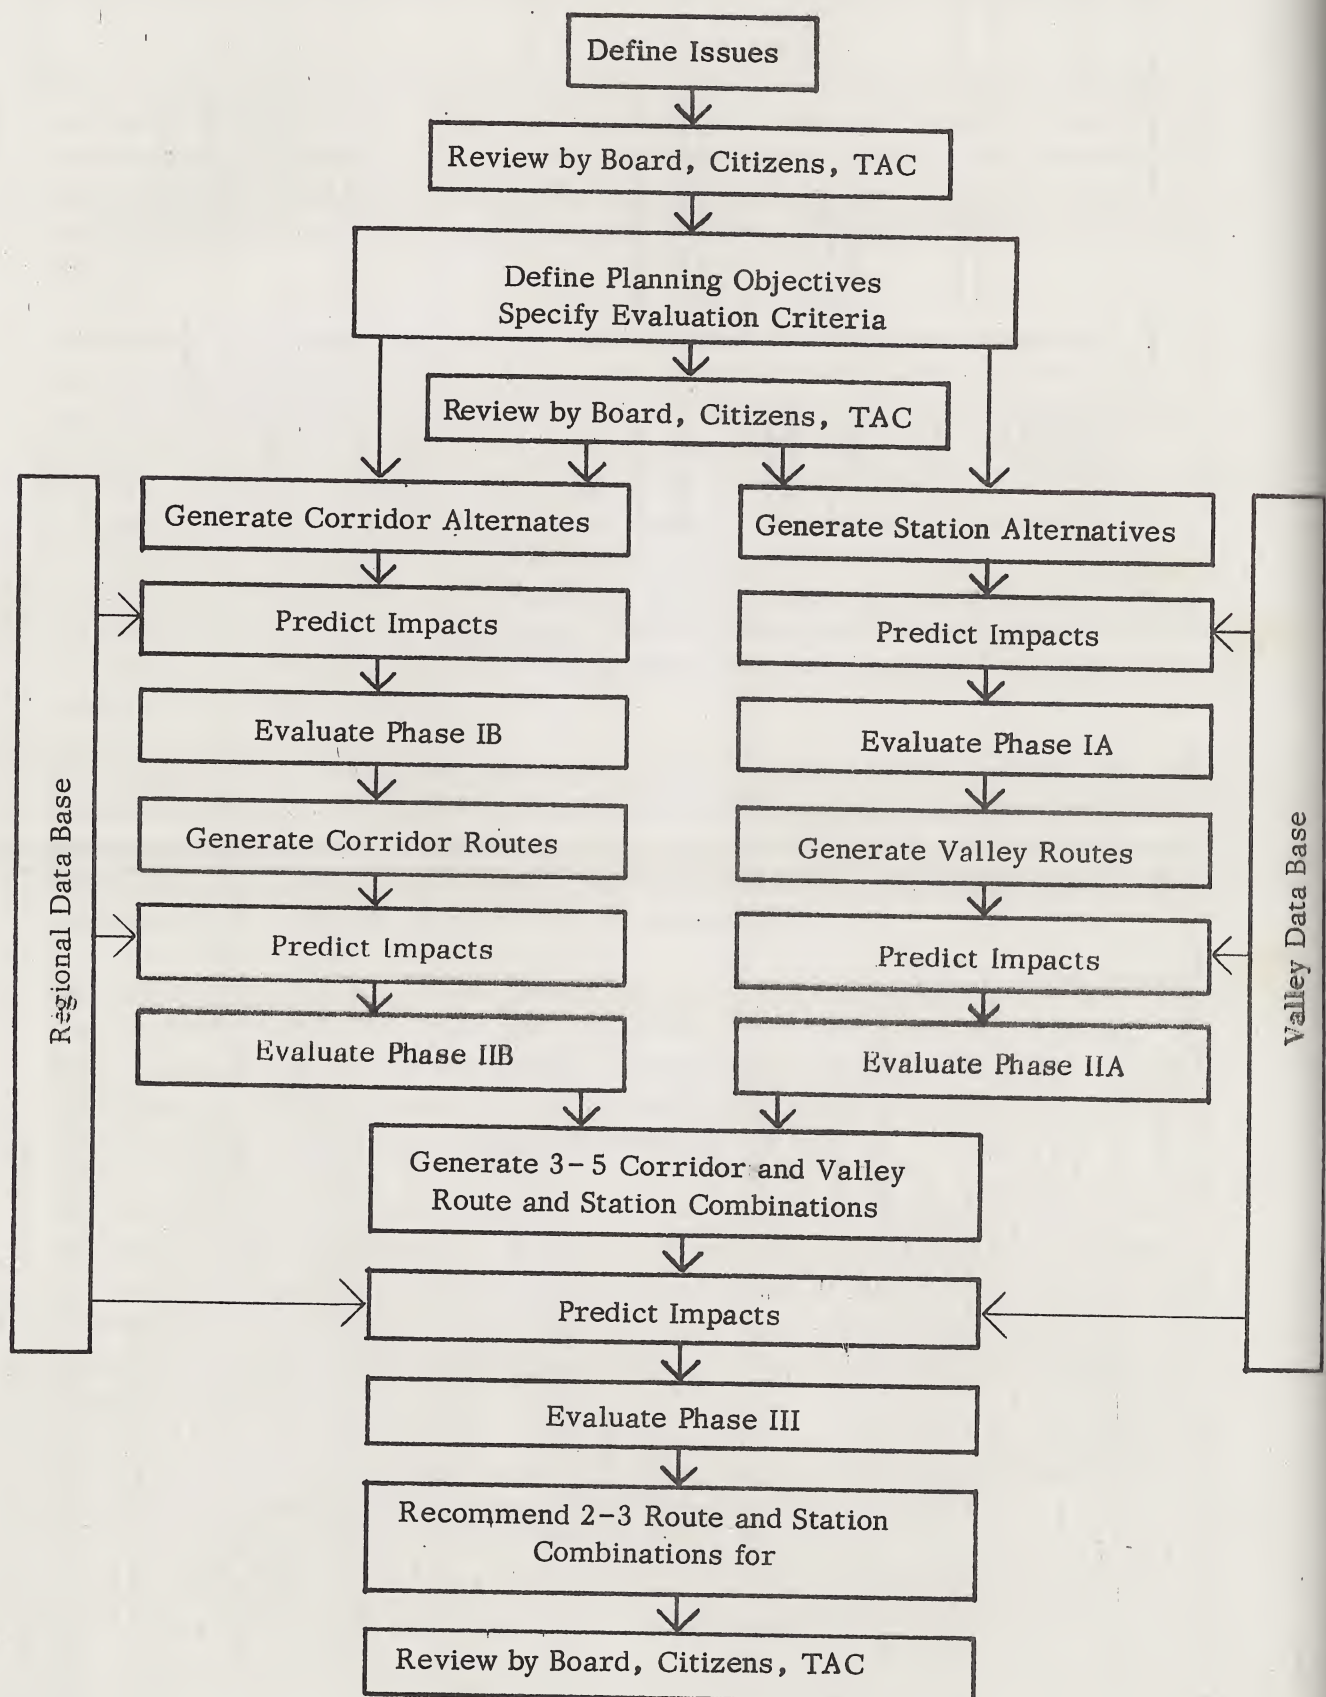 Define Issues
Review by Board, Citizens, TAC
Define Planning Objectives
Specify Evaluation Criteria
Review by Board, Citizens, TAC
Generate Corridor Alternates
Predict Impacts
Evaluate Phase IB
Generate Corridor Routes
Predict Impacts
Evaluate Phase IIB
Regional Data Base
Generate Station Alternatives
Predict Impacts
Evaluate Phase IA
Generate Valley Routes
Predict Impacts
Evaluate Phase IIA
Valley Data Base
Generate 3-5 Corridor and Valley
Route and Station Combinations
Predict Impacts
Evaluate Phase III
Recommend 2-3 Route and Station
Combinations for
Review by Board, Citizens, TAC